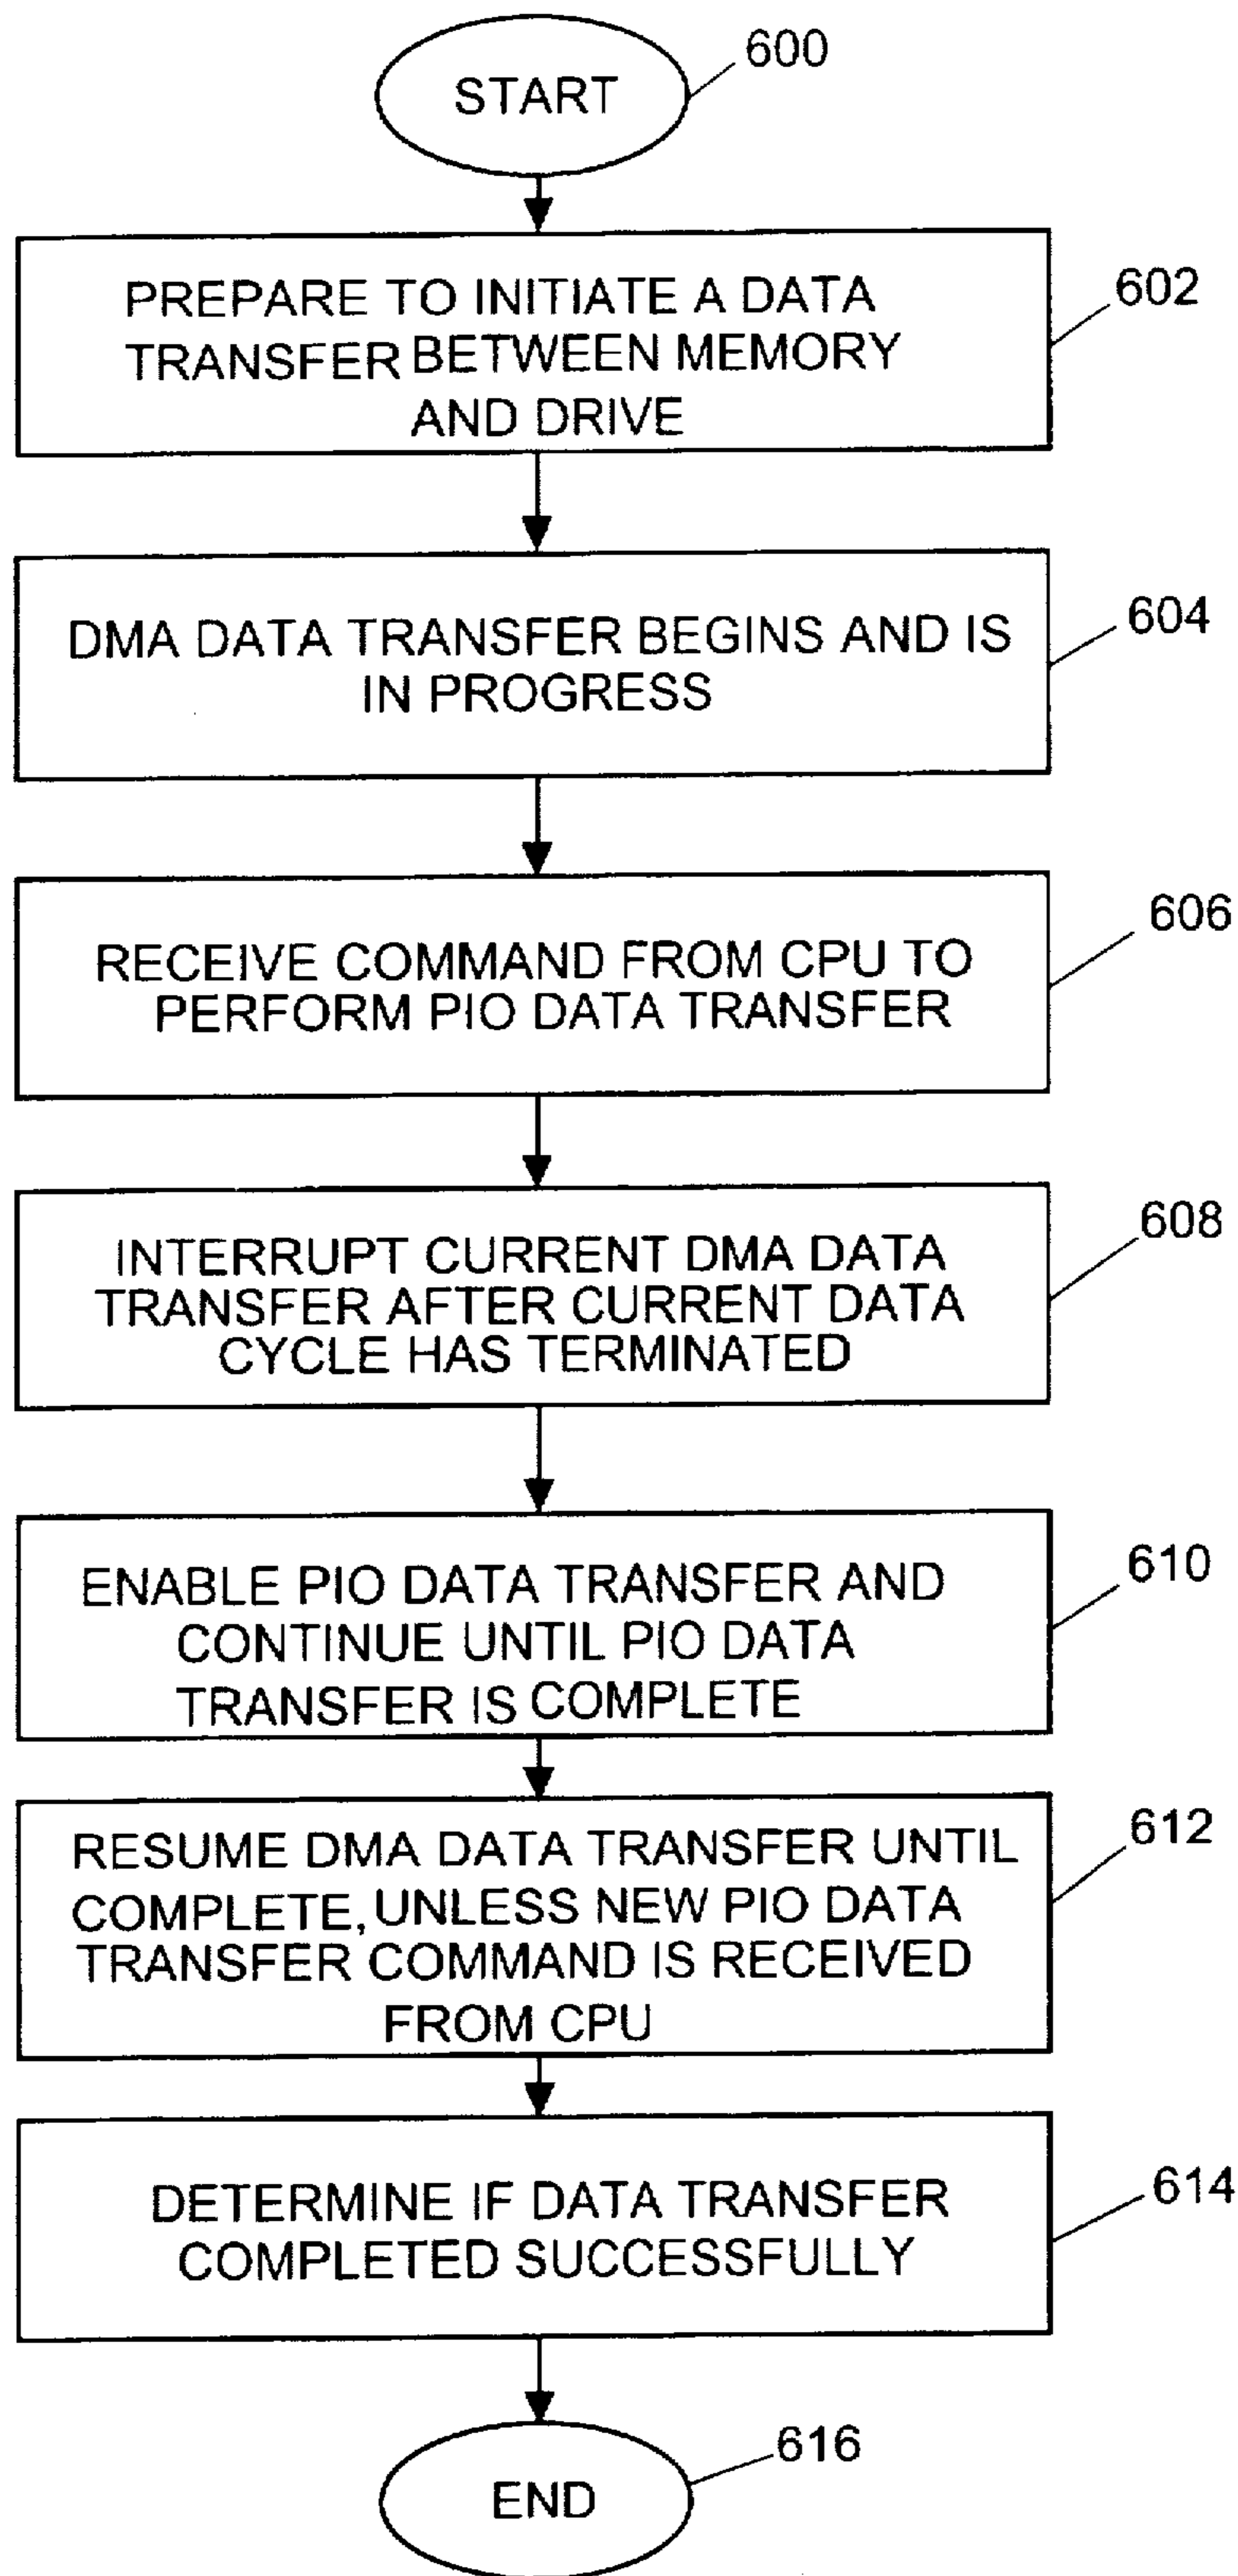 START
600
PREPARE TO INITIATE A DATA
TRANSFER BETWEEN MEMORY
AND DRIVE
602
DMA DATA TRANSFER BEGINS AND IS
IN PROGRESS
604
RECEIVE COMMAND FROM CPU TO
PERFORM PIO DATA TRANSFER
606
INTERRUPT CURRENT DMA DATA
TRANSFER AFTER CURRENT DATA
CYCLE HAS TERMINATED
608
ENABLE PIO DATA TRANSFER AND
CONTINUE UNTIL PIO DATA
TRANSFER IS COMPLETE
610
RESUME DMA DATA TRANSFER UNTIL
COMPLETE, UNLESS NEW PIO DATA
TRANSFER COMMAND IS RECEIVED
FROM CPU
612
DETERMINE IF DATA TRANSFER
COMPLETED SUCCESSFULLY
614
END
616